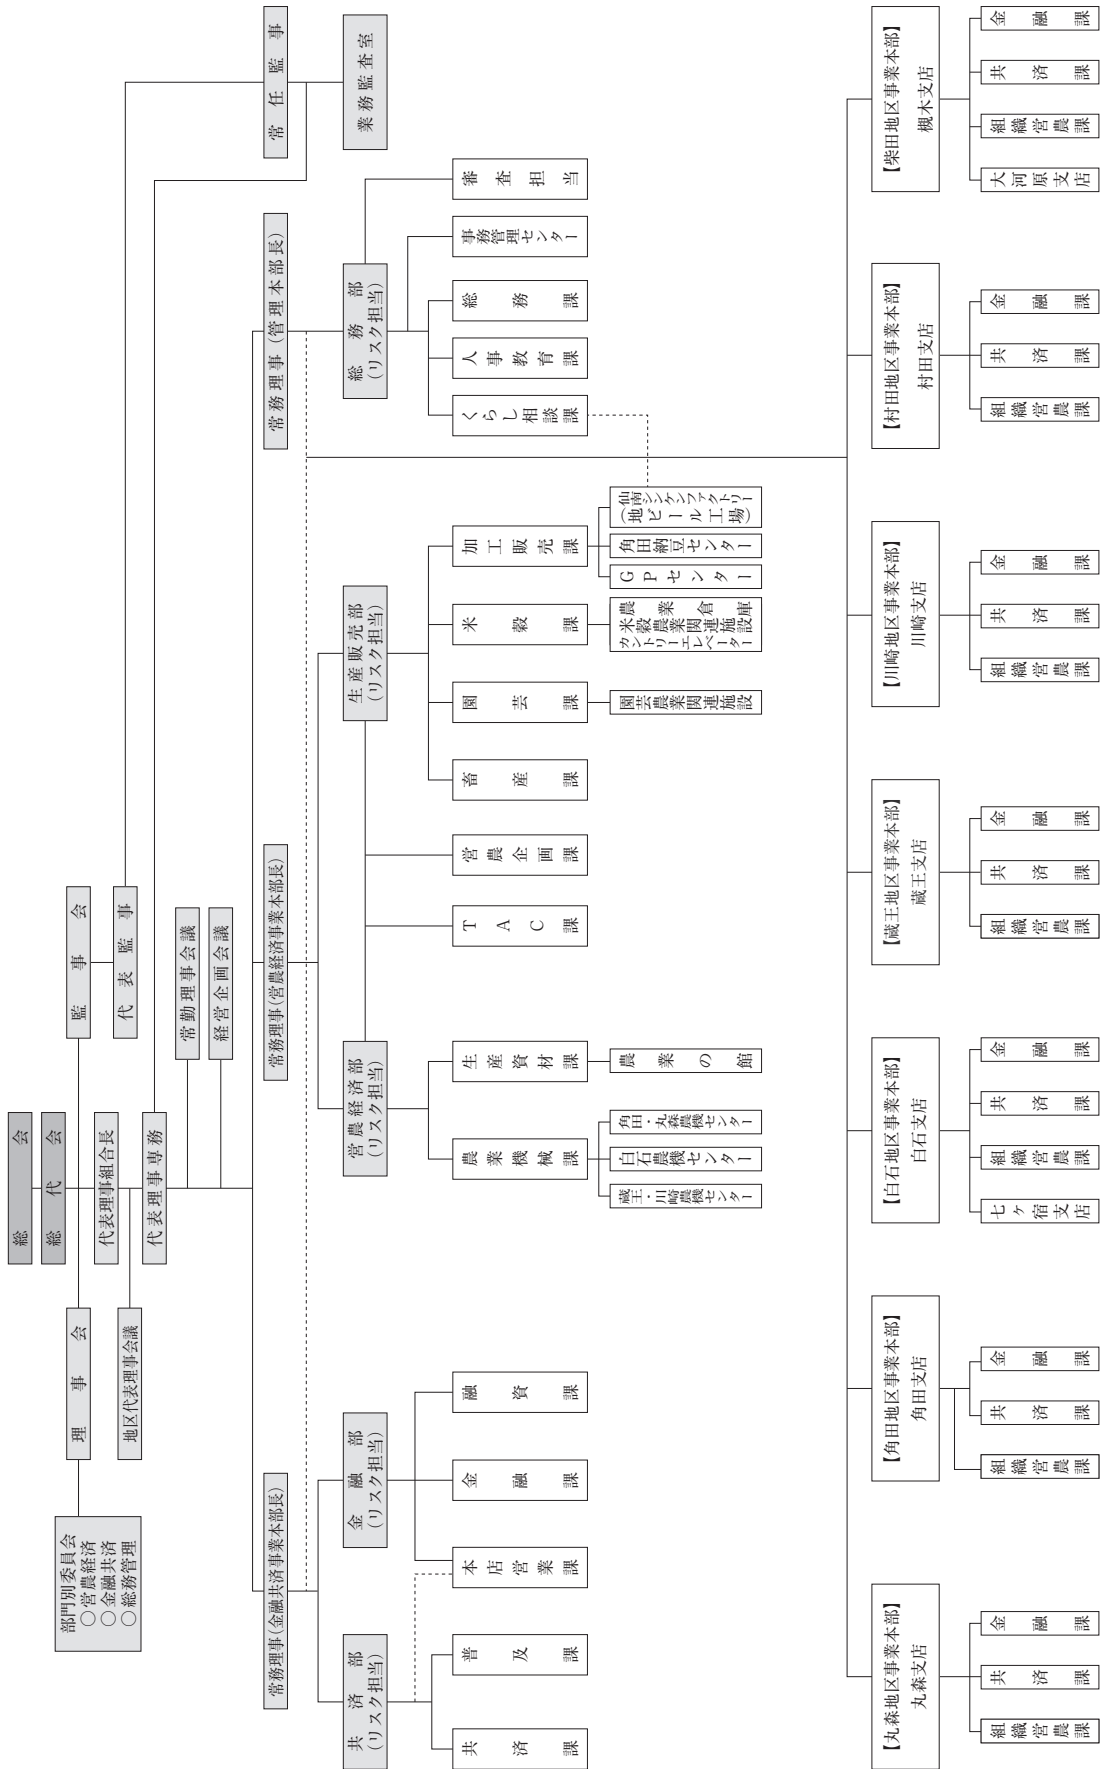 総会
総代会
理事会
監事会
部門別委員会
○営農経済
○金融共済
○総務管理
代表理事組合長
代表監事
地区代表理事会議
代表理事専務
常勤理事会議
経営企画会議
常務理事(金融共済事業本部長)
常務理事(営農経済事業本部長)
常務理事(管理本部長)
常任監事
共済部
(リスク担当)
金融部
(リスク担当)
営農経済部
(リスク担当)
生産販売部
(リスク担当)
総務部
(リスク担当)
業務監査室
共済課
普及課
本店営業課
金融課
融資課
農業機械課
生産資材課
TAC課
営農企画課
畜産課
園芸課
米穀課
加工販売課
くらし相談課
人事教育課
総務課
事務管理センター
審査担当
蔵王・川崎農機センター
白石農機センター
角田・丸森農機センター
農業の館
園芸農業関連施設
農業倉庫
米穀農業関連施設
カントリーエレベーター
GPセンター
角田納豆センター
仙南シンケンファクトリー
(地ビール工場)
【丸森地区事業本部】
丸森支店
組織営農課
共済課
金融課
【角田地区事業本部】
角田支店
組織営農課
共済課
金融課
【白石地区事業本部】
白石支店
七ヶ宿支店
組織営農課
共済課
金融課
【蔵王地区事業本部】
蔵王支店
組織営農課
共済課
金融課
【川崎地区事業本部】
川崎支店
組織営農課
共済課
金融課
【村田地区事業本部】
村田支店
組織営農課
共済課
金融課
【柴田地区事業本部】
槻木支店
大河原支店
組織営農課
共済課
金融課